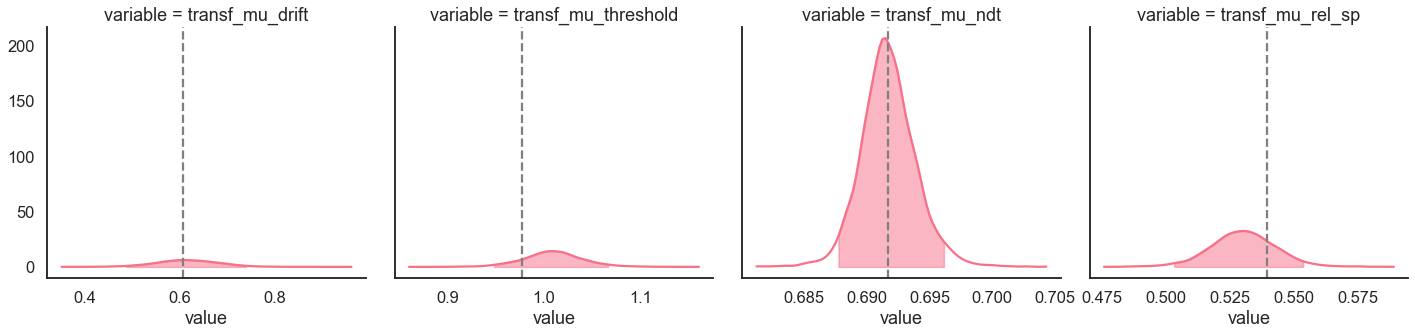 variable = transf_mu_drift
variable = transf_mu_threshold
variable = transf_mu_ndt
variable = transf_mu_rel_sp
200
150
100
50
0
0.4 0.6 0.8
0.9 1.0 1.1
0.685 0.690 0.695 0.700 0.705
0.475 0.500 0.525 0.550 0.575
value
value
value
value